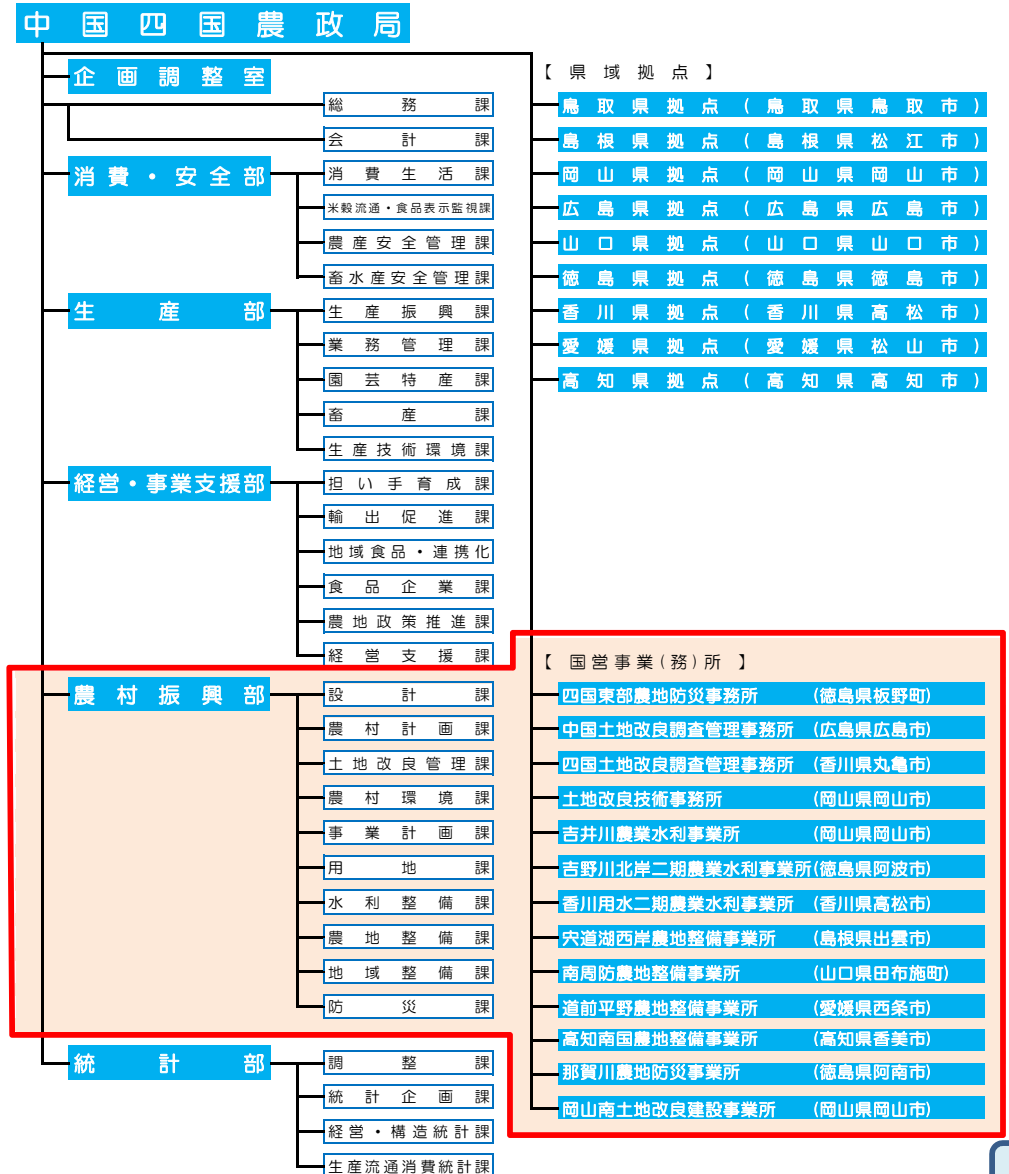 中国四国農政局
企画調整室
総務課
会計課
消費・安全部
消費生活課
米穀流通・食品表示監視課
農産安全管理課
畜水産安全管理課
生産部
生産振興課
業務管理課
園芸特産課
畜産課
生産技術環境課
経営・事業支援部
担い手育成課
輸出促進課
地域食品・連携化
食品企業課
農地政策推進課
経営支援課
農村振興部
設計課
農村計画課
土地改良管理課
農村環境課
事業計画課
用地課
水利整備課
農地整備課
地域整備課
防災課
統計部
調整課
統計企画課
経営・構造統計課
生産流通消費統計課
【県域拠点】
鳥取県拠点(鳥取県鳥取市)
島根県拠点(島根県松江市)
岡山県拠点(岡山県岡山市)
広島県拠点(広島県広島市)
山口県拠点(山口県山口市)
徳島県拠点(徳島県徳島市)
香川県拠点(香川県高松市)
愛媛県拠点(愛媛県松山市)
高知県拠点(高知県高知市)
【国営事業(務)所】
四国東部農地防災事務所 (徳島県板野町)
中国土地改良調査管理事務所 (広島県広島市)
四国土地改良調査管理事務所 (香川県丸亀市)
土地改良技術事務所 (岡山県岡山市)
吉井川農業水利事業所 (岡山県岡山市)
吉野川北岸二期農業水利事業所(徳島県阿波市)
香川用水二期農業水利事業所 (香川県高松市)
宍道湖西岸農地整備事業所 (島根県出雲市)
南周防農地整備事業所 (山口県田布施町)
道前平野農地整備事業所 (愛媛県西条市)
高知南国農地整備事業所 (高知県香美市)
那賀川農地防災事業所 (徳島県阿南市)
岡山南土地改良建設事業所 (岡山県岡山市)